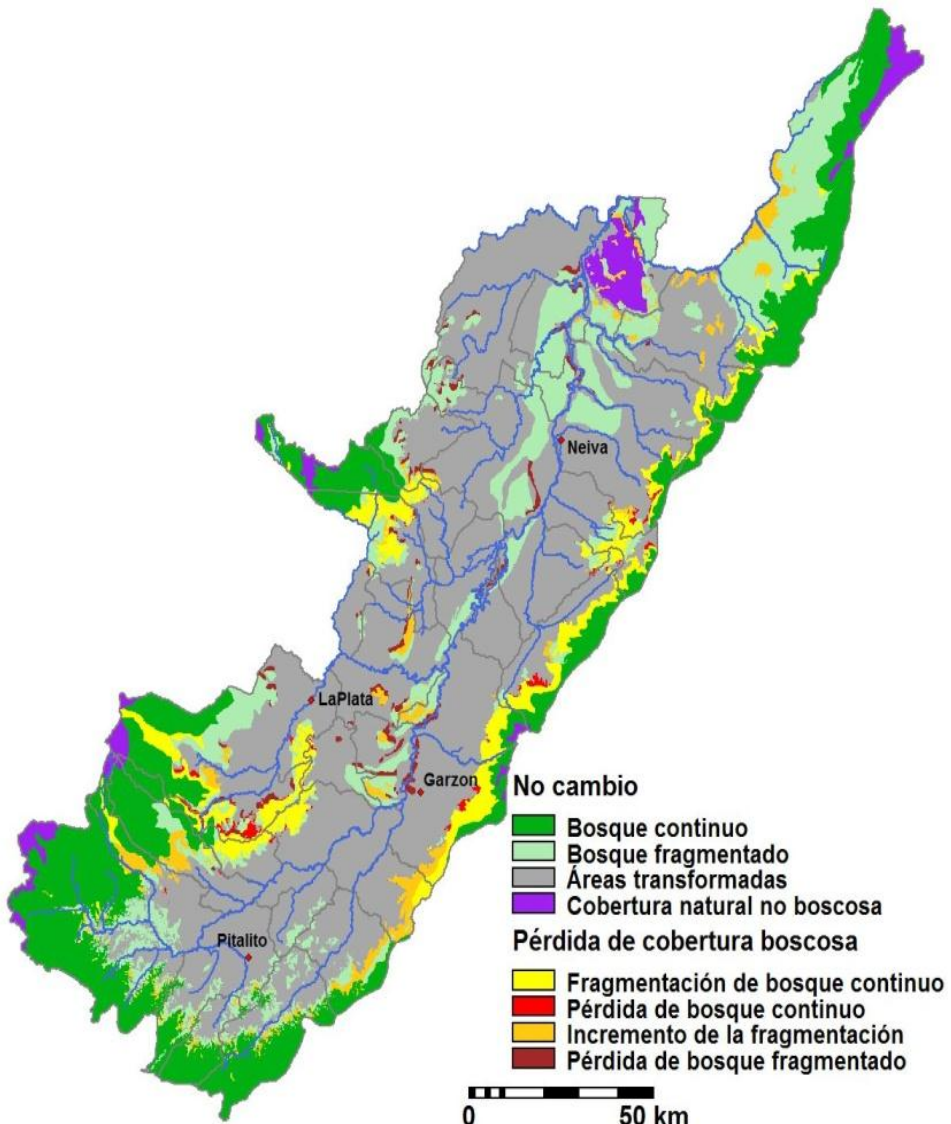 Neiva
LaPlata
Garzon
Pitalito
No cambio
Bosque continuo
Bosque fragmentado
Áreas transformadas
Cobertura natural no boscosa
Pérdida de cobertura boscosa
Fragmentación de bosque continuo
Pérdida de bosque continuo
Incremento de la fragmentación
Pérdida de bosque fragmentado
0 50 km